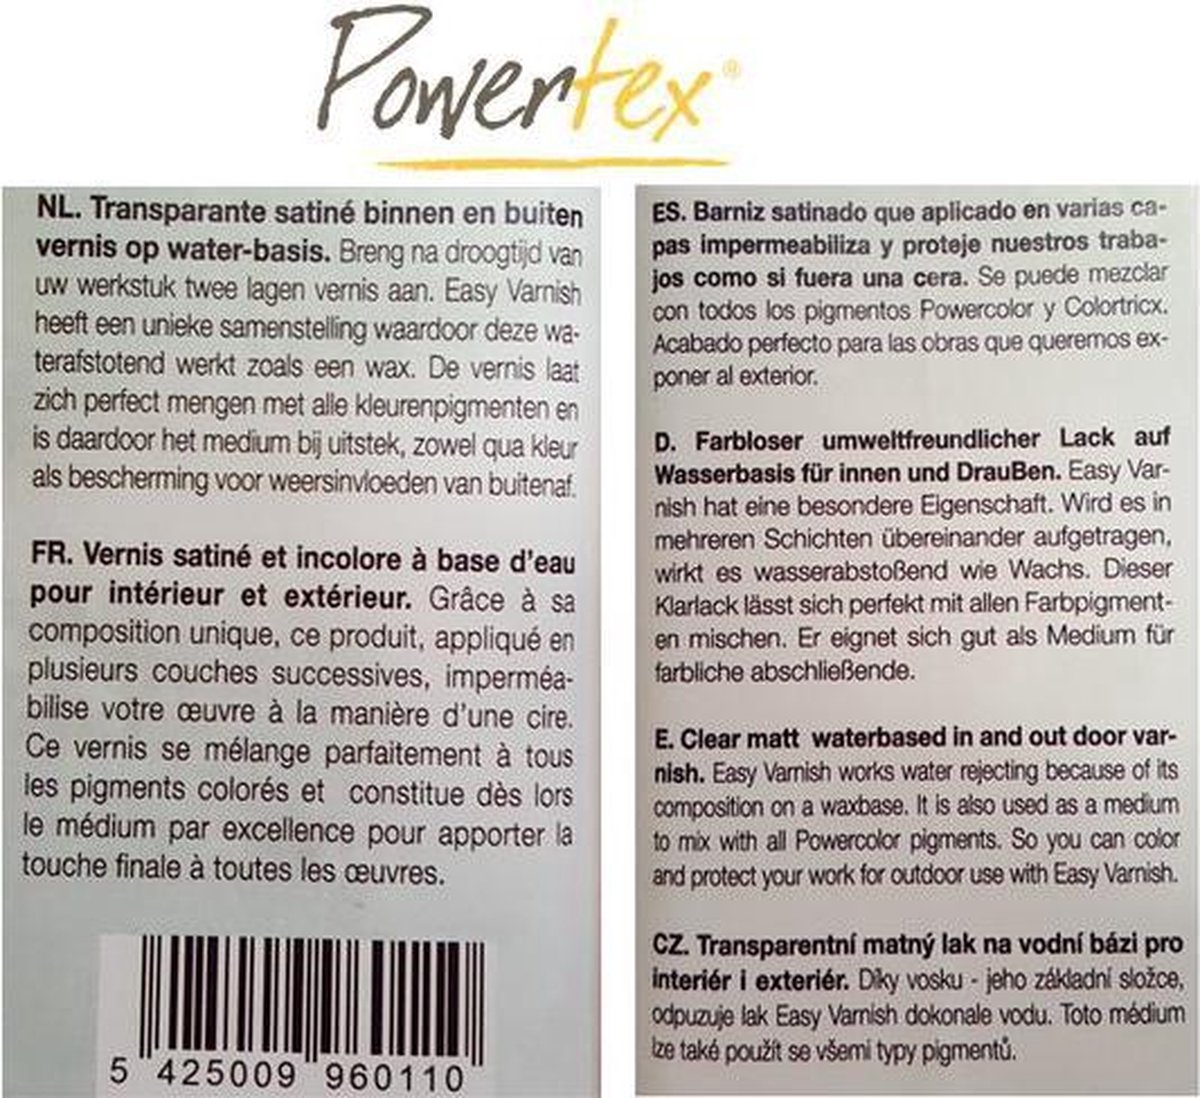 Powertex®
NL. Transparante satiné binnen en buiten
vernis op water-basis. Breng na droogtijd van
uw werkstuk twee lagen vernis aan. Easy Varnish
heeft een unieke samenstelling waardoor deze wa-
terafstotend werkt zoals een wax. De vernis laat
zich perfect mengen met alle kleurenpigmenten en
is daardoor het medium bij uitstek, zowel qua kleur
als bescherming voor weersinvloeden van buitenaf.
FR. Vernis satiné et incolore à base d'eau
pour intérieur et extérieur. Grâce à sa
composition unique, ce produit, appliqué en
plusieurs couches successives, imperméa-
bilise votre œuvre à la manière d'une cire.
Ce vernis se mélange parfaitement à tous
les pigments colorés et constitue dès lors
le médium par excellence pour apporter la
touche finale à toutes les œuvres.
5 425009 960110
ES. Barniz satinado que aplicado en varias ca-
pas impermeabiliza y proteje nuestros traba-
jos como si fuera una cera. Se puede mezclar
con todos los pigmentos Powercolor y Colortricx.
Acabado perfecto para las obras que queremos ex-
poner al exterior.
D. Farbloser umweltfreundlicher Lack auf
Wasserbasis für innen und DrauBen. Easy Var-
nish hat eine besondere Eigenschaft. Wird es in
mehreren Schichten übereinander aufgetragen,
wirkt es wasserabstoßend wie Wachs. Dieser
Klarlack lässt sich perfekt mit allen Farbpigment-
en mischen. Er eignet sich gut als Medium für
farbliche abschließende.
E. Clear matt waterbased in and out door var-
nish. Easy Varnish works water rejecting because of its
composition on a waxbase. It is also used as a medium
to mix with all Powercolor pigments. So you can color
and protect your work for outdoor use with Easy Varnish.
CZ. Transparentní matný lak na vodní bázi pro
interiér i exteriér. Díky vosku - jeho základní složce,
odpuzuje lak Easy Varnish dokonale vodu. Toto médium
lze také použít se všemi typy pigmentů.